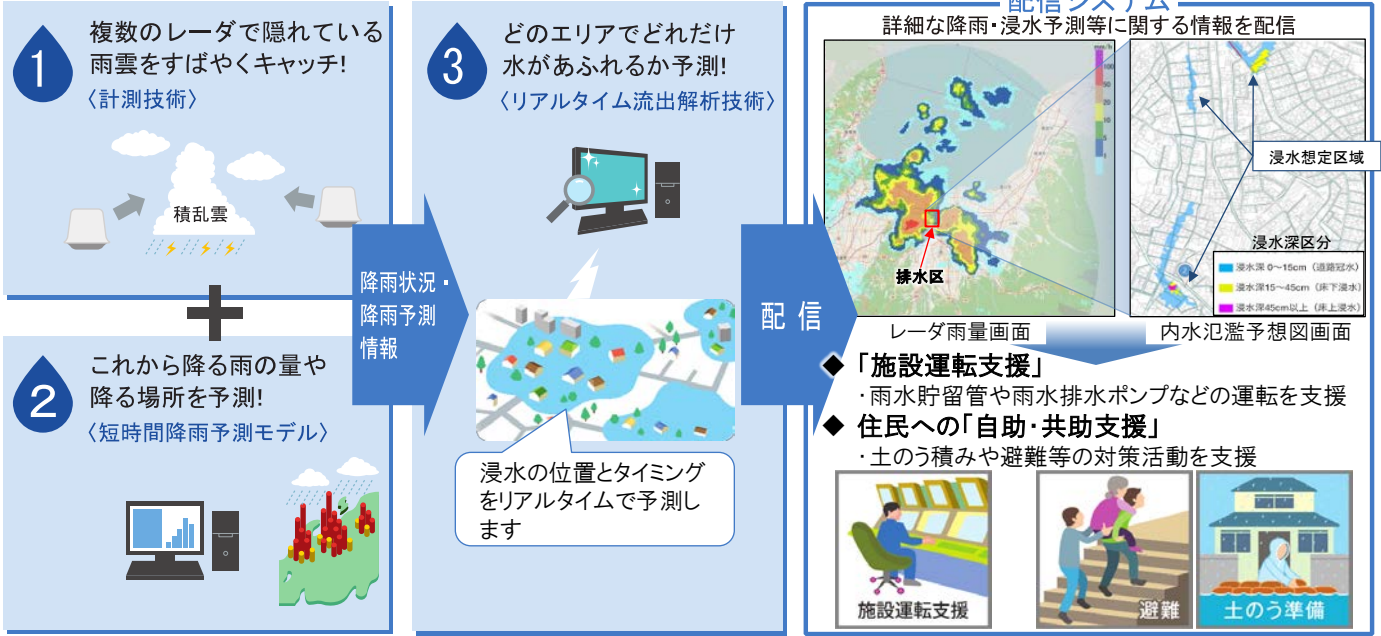 1
複数のレーダで隠れている
雨雲をすばやくキャッチ!
〈計測技術〉
積乱雲
2
これから降る雨の量や
降る場所を予測!
〈短時間降雨予測モデル〉
降雨状況・
降雨予測
情報
3
どのエリアでどれだけ
水があふれるか予測!
〈リアルタイム流出解析技術〉
浸水の位置とタイミング
をリアルタイムで予測し
ます
配信
配信システム
詳細な降雨・浸水予測等に関する情報を配信
mm/h
100
50
30
20
10
5
1
排水区
レーダ雨量画面
浸水想定区域
浸水深区分
浸水深 0～15cm (道路冠水)
浸水深15～45cm (床下浸水)
浸水深45cm以上 (床上浸水)
内水氾濫予想図画面
◆ 「施設運転支援」
・雨水貯留管や雨水排水ポンプなどの運転を支援
◆ 住民への「自助・共助支援」
・土のう積みや避難等の対策活動を支援
施設運転支援
避難
土のう準備